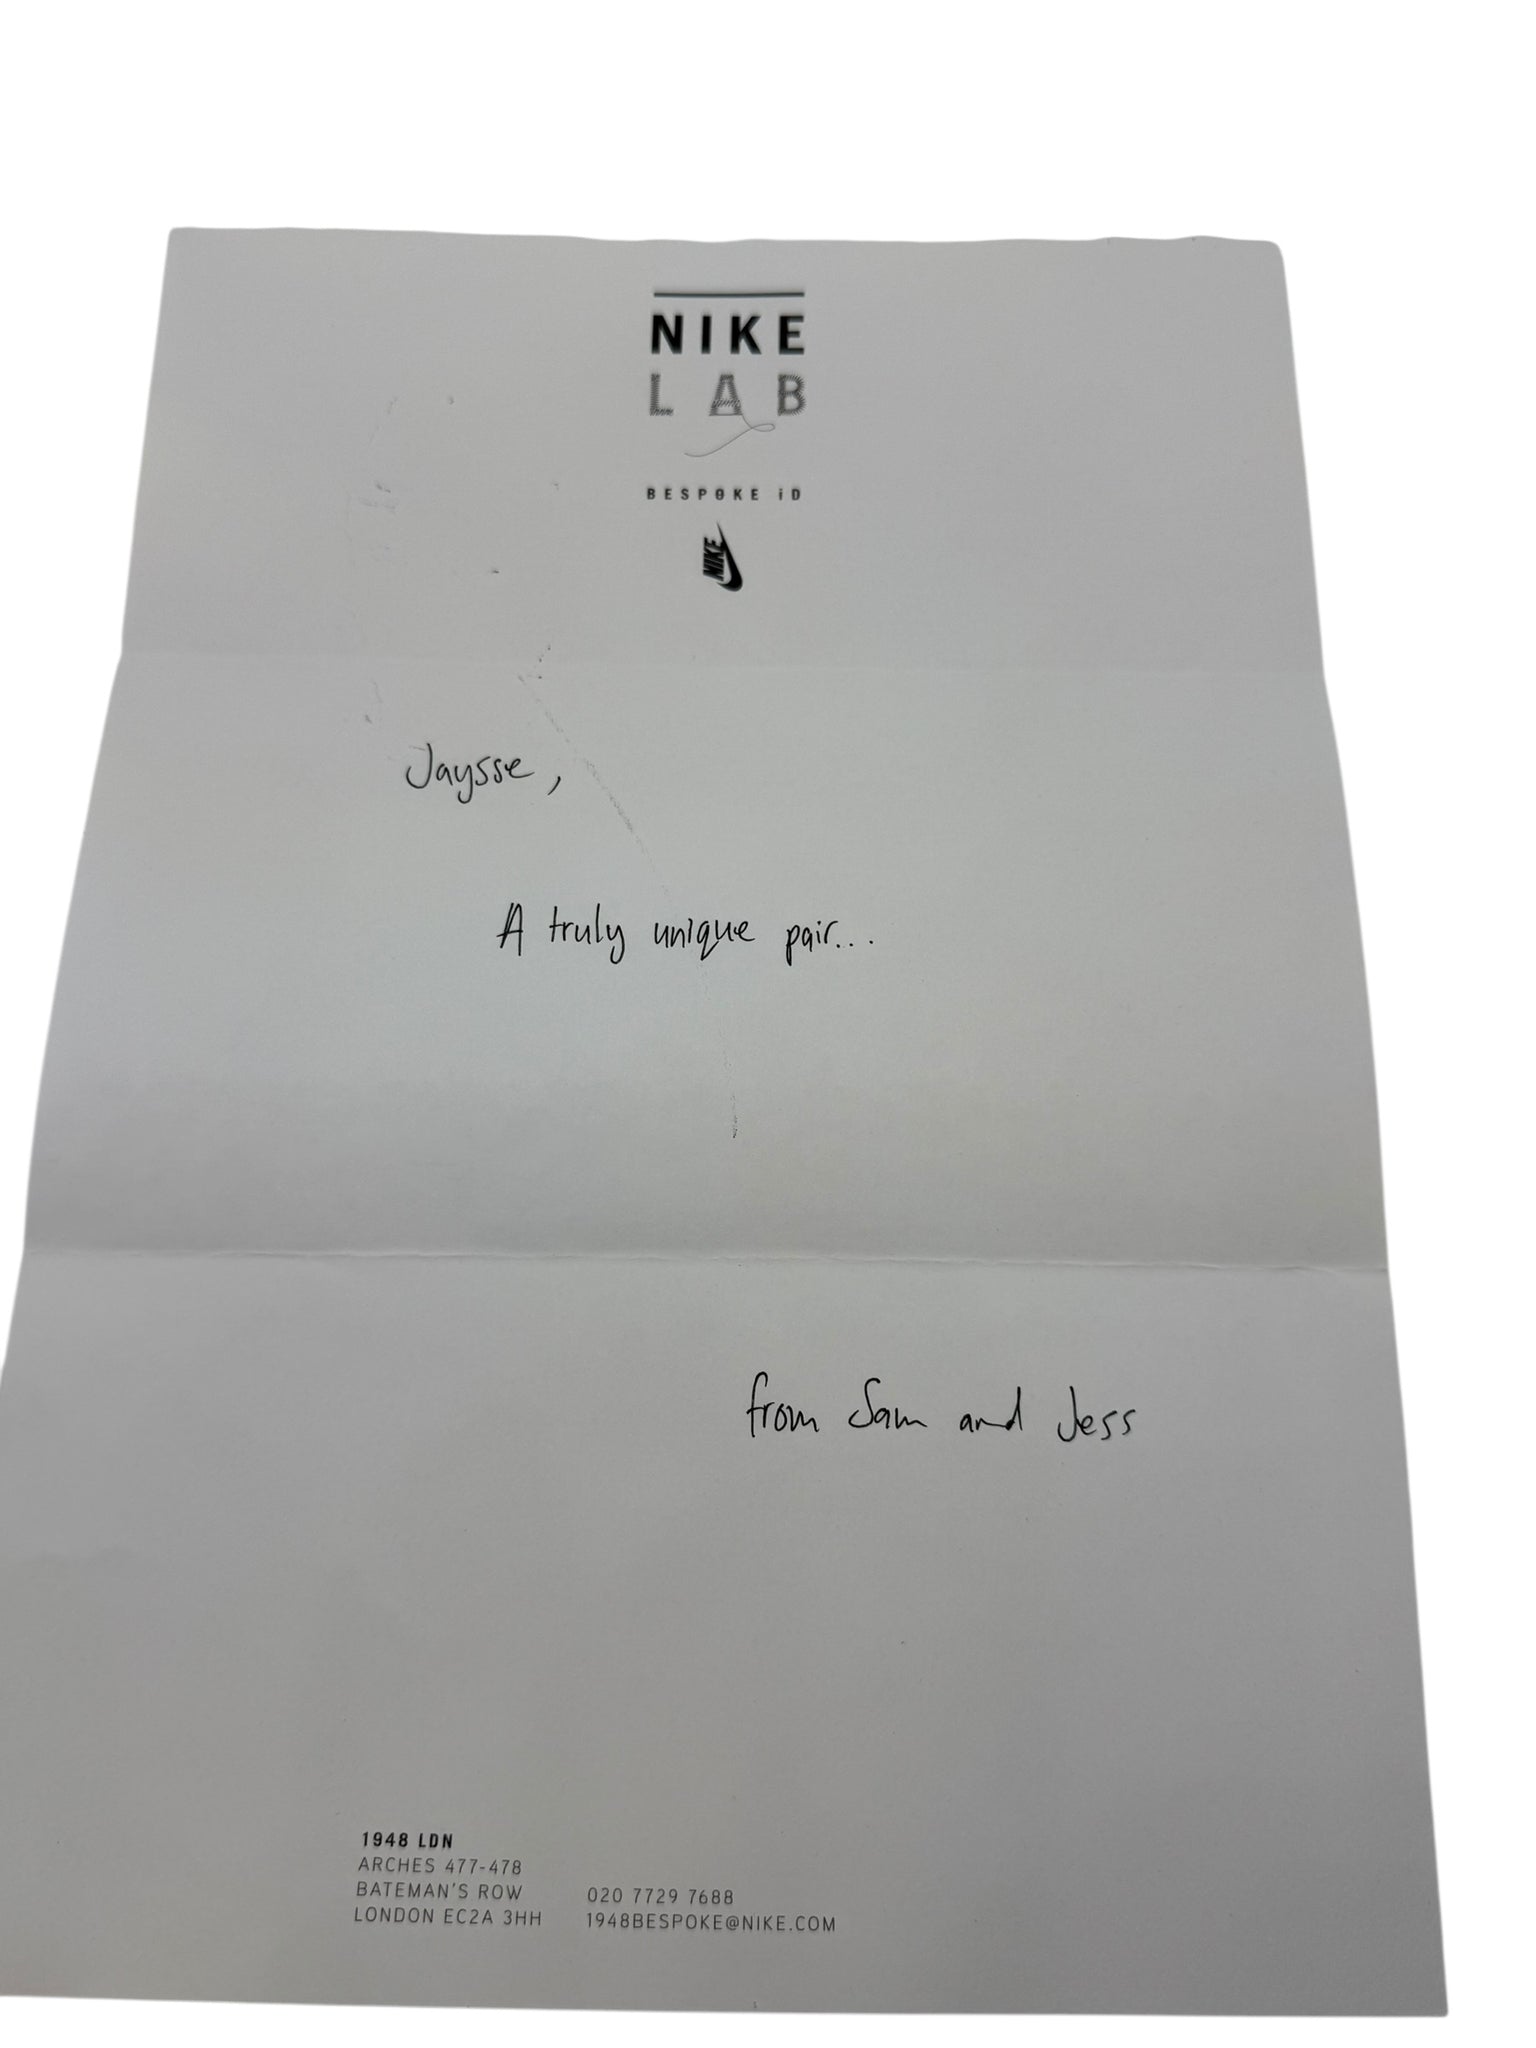 NIKE
LAB
BESPOKE iD
NIKE
Jaysse,
A truly unique pair...
from Sam and Jess
1948 LDN
ARCHES 477-478
BATEMAN'S ROW
LONDON EC2A 3HH
020 7729 7688
1948BESPOKE@NIKE.COM